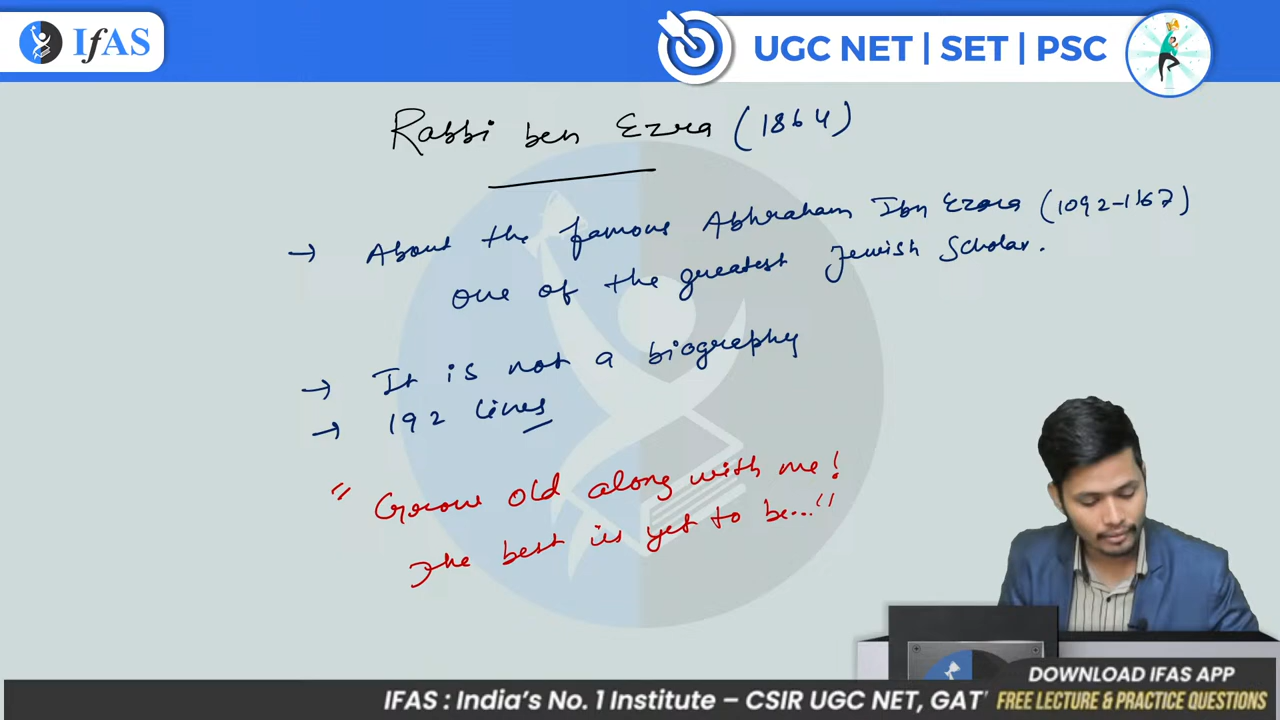 IfAS
UGC NET | SET | PSC
Rabbi ben Ezra (1864)
→ About the famous Abhraham Ibn Ezara (1092-1167)
One of the greatest Jewish Scholar.
→ It is not a biography
→ 192 lines
"Grow old along with me!
The best is yet to be..."
DOWNLOAD IFAS APP
IFAS : India's No. 1 Institute – CSIR UGC NET, GAT
FREE LECTURE & PRACTICE QUESTIONS